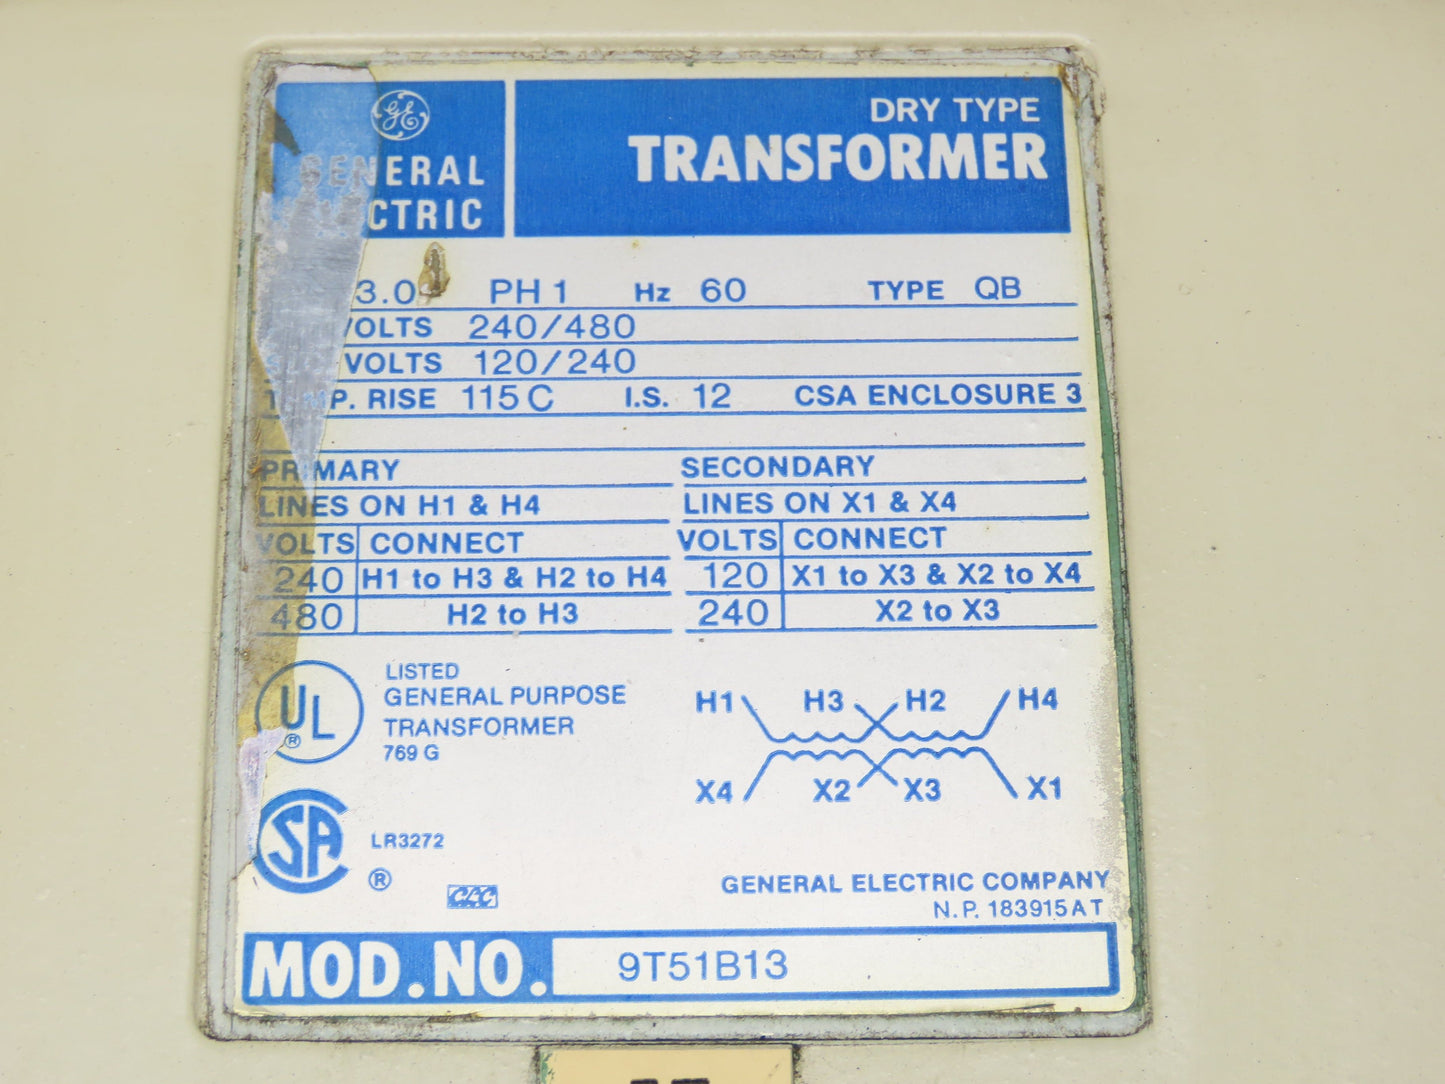 GE
GENERAL
ELECTRIC
DRY TYPE
TRANSFORMER
3.0 PH 1 Hz 60 TYPE QB
VOLTS 240/480
VOLTS 120/240
TEMP. RISE 115 C I.S. 12 CSA ENCLOSURE 3
PRIMARY
LINES ON H1 & H4
VOLTS CONNECT
240 H1 to H3 & H2 to H4
480 H2 to H3
SECONDARY
LINES ON X1 & X4
VOLTS CONNECT
120 X1 to X3 & X2 to X4
240 X2 to X3
UL
®
LISTED
GENERAL PURPOSE
TRANSFORMER
769 G
H1 H3 H2 H4
X4 X2 X3 X1
SA
LR3272
®
GENERAL ELECTRIC COMPANY
N.P. 183915AT
MOD. NO. 9T51B13